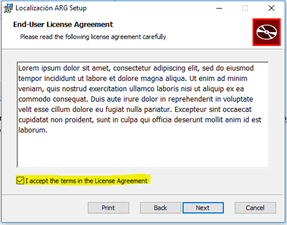 Localización ARG Setup
End-User License Agreement
Please read the following license agreement carefully
Lorem ipsum dolor sit amet, consectetur adipiscing elit, sed do eiusmod
tempor incididunt ut labore et dolore magna aliqua. Ut enim ad minim
veniam, quis nostrud exercitation ullamco laboris nisi ut aliquip ex ea
commodo consequat. Duis aute irure dolor in reprehenderit in voluptate
velit esse cillum dolore eu fugiat nulla pariatur. Excepteur sint occaecat
cupidatat non proident, sunt in culpa qui officia deserunt mollit anim id est
laborum.
I accept the terms in the License Agreement
Print Back Next Cancel